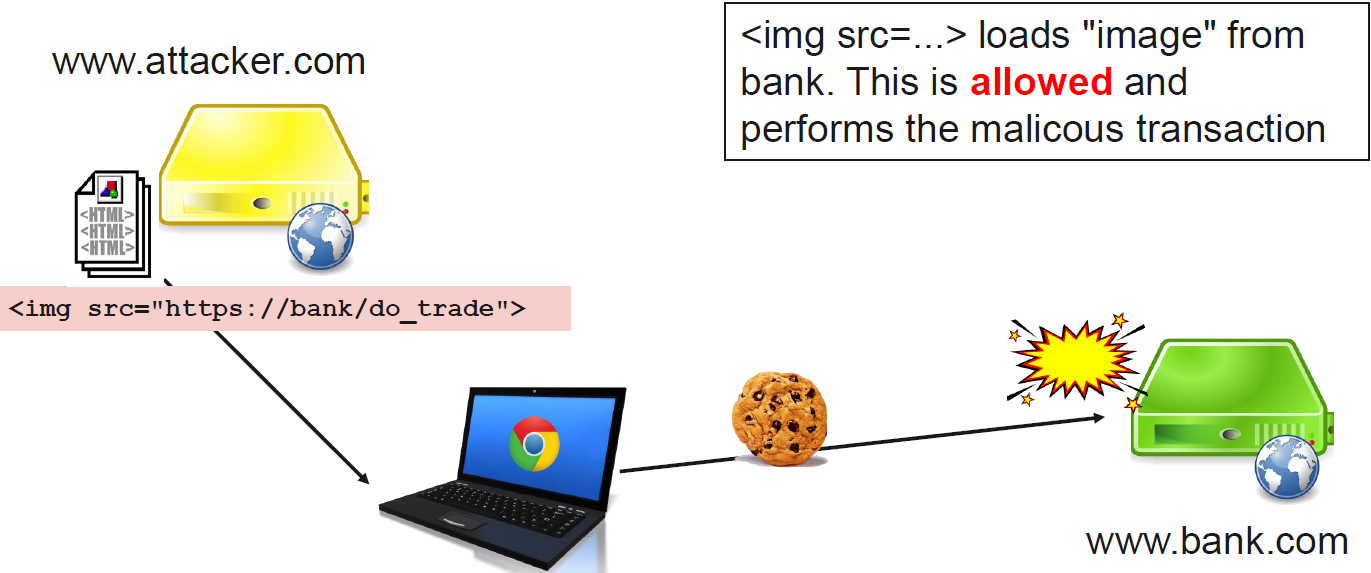 www.attacker.com
<img src=...> loads "image" from
bank. This is allowed and
performs the malicous transaction
<HTML>
<HTML>
<HTML>
<img src="https://bank/do_trade">
www.bank.com